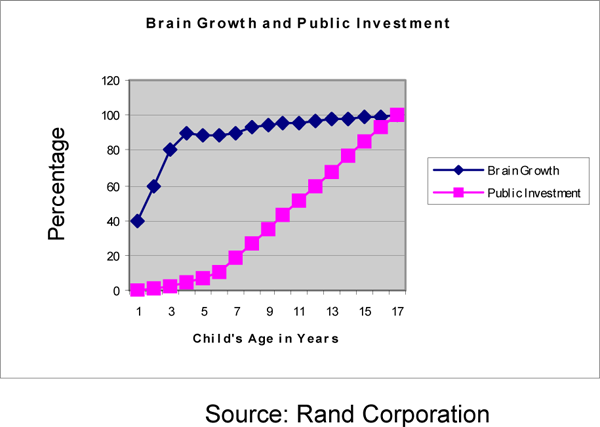 Brain Growth and Public Investment
Percentage
120
100
80
60
40
20
0
1 3 5 7 9 11 13 15 17
Child's Age in Years
Brain Growth
Public Investment
Source: Rand Corporation